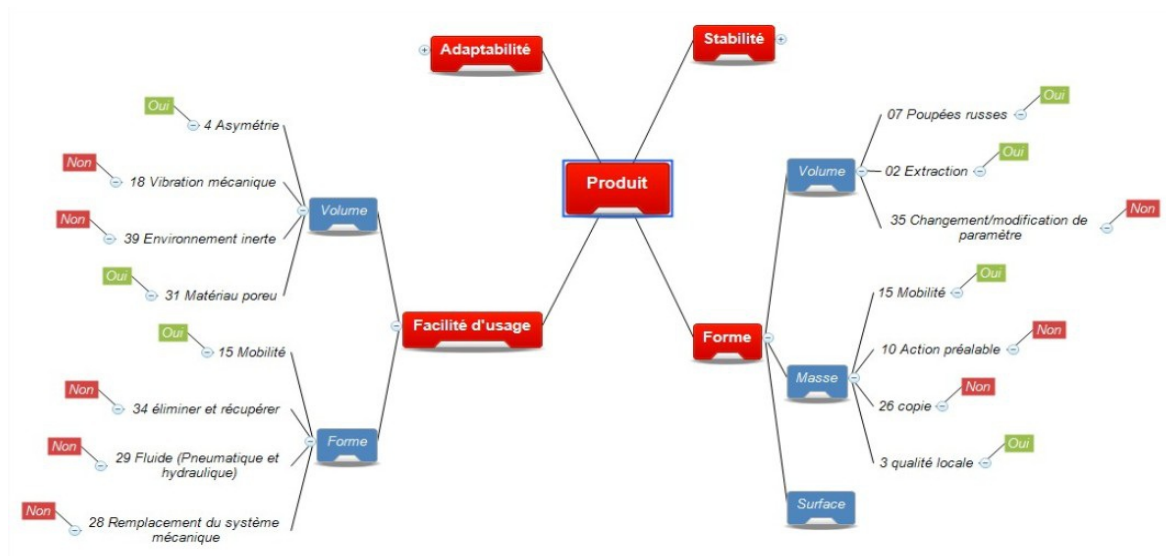 Adaptabilité
Stabilité
Produit
Oui
4 Asymétrie
Non
18 Vibration mécanique
Volume
Non
39 Environnement inerte
Oui
31 Matériau poreu
Facilité d'usage
Oui
15 Mobilité
Non
34 éliminer et récupérer
Forme
Non
29 Fluide (Pneumatique et
hydraulique)
Non
28 Remplacement du système
mécanique
Oui
07 Poupées russes
Oui
Volume
02 Extraction
Non
35 Changement/modification de
paramètre
Forme
Oui
15 Mobilité
Non
10 Action préalable
Masse
Non
26 copie
Oui
3 qualité locale
Surface